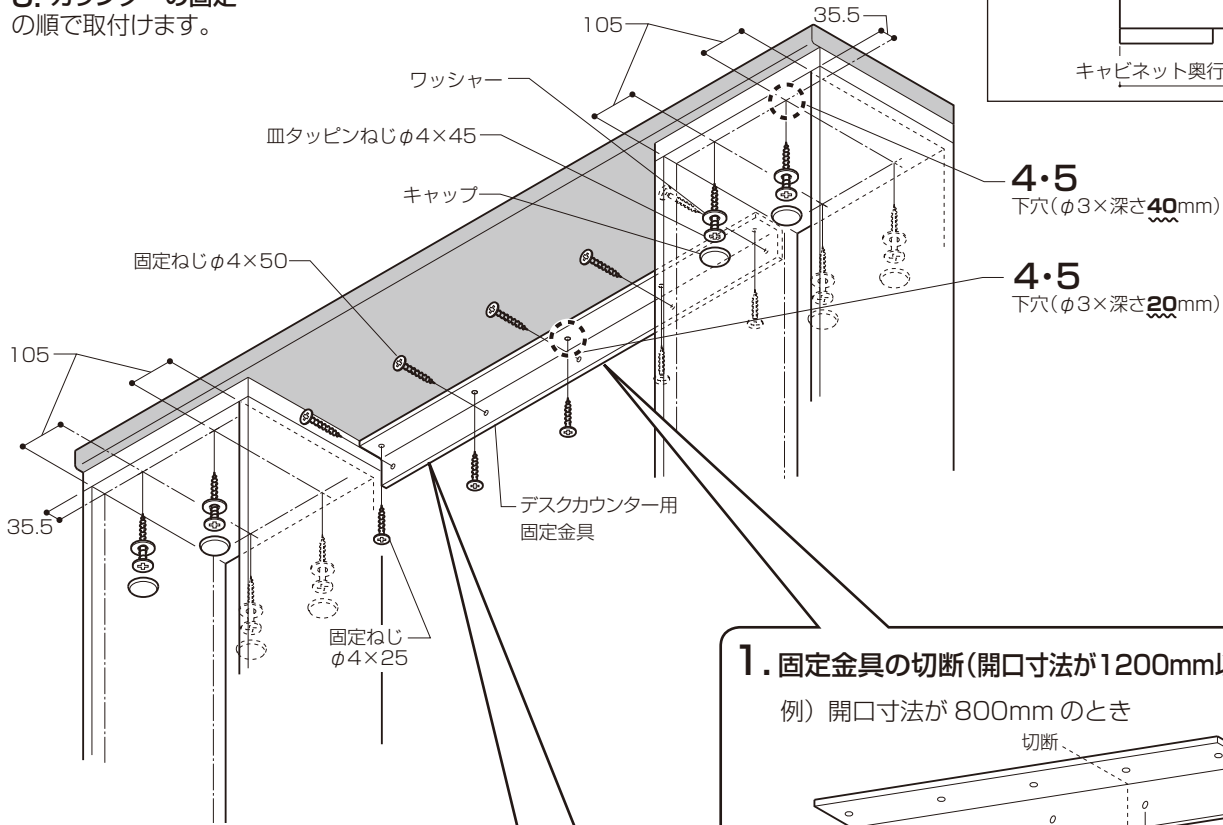 の順で取付けます。
105
35.5
キャビネット奥行
ワッシャー
皿タッピンねじφ4×45
キャップ
固定ねじφ4×50
4・5
下穴(φ3×深さ40mm)
4・5
下穴(φ3×深さ20mm)
105
35.5
デスクカウンター用
固定金具
固定ねじ
φ4×25
1. 固定金具の切断(開口寸法が1200mm
例) 開口寸法が 800mm のとき
切断